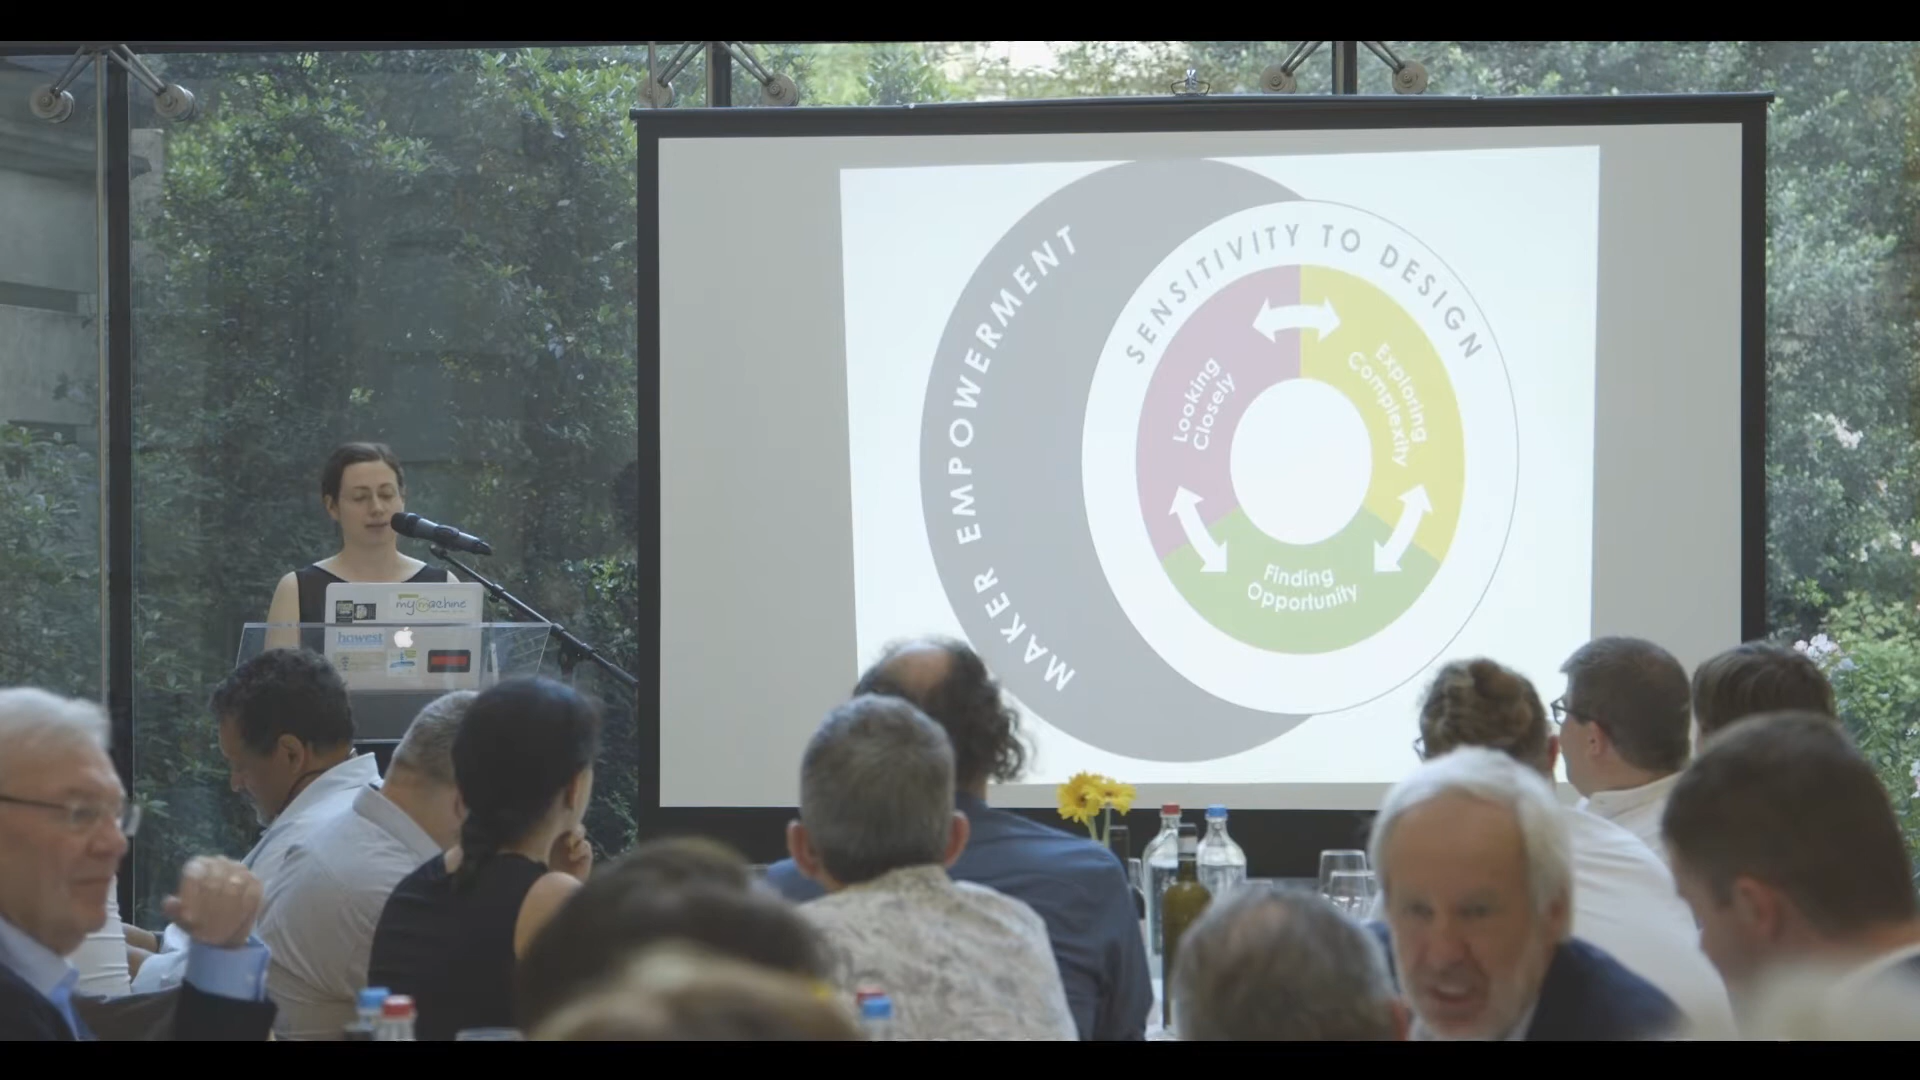 MAKER EMPOWERMENT
SENSITIVITY TO DESIGN
Looking
Closely
Exploring
Complexity
Finding
Opportunity
mymachine
howest